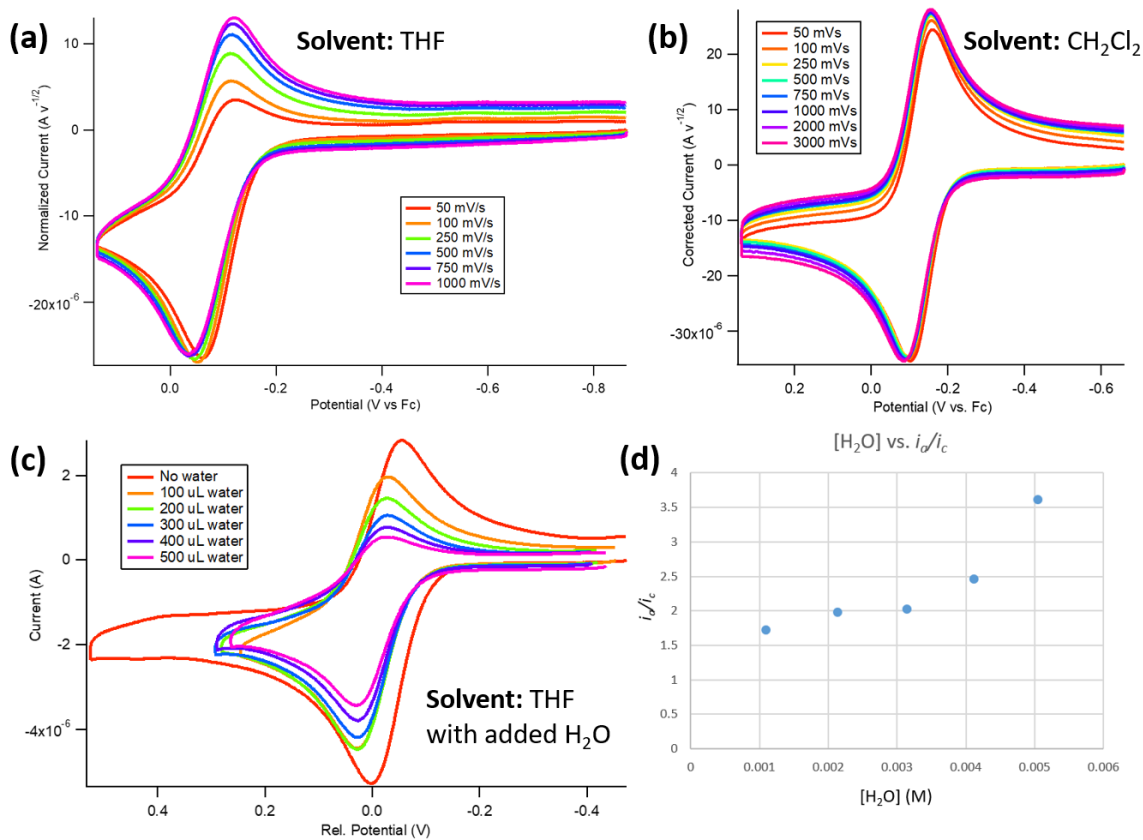 (a)
Solvent: THF
Normalized Current (A v⁻¹/²)
10
0
-10
-20x10⁻⁶
50 mV/s
100 mV/s
250 mV/s
500 mV/s
750 mV/s
1000 mV/s
0.0
-0.2
-0.4
-0.6
-0.8
Potential (V vs Fc)
(b)
Solvent: CH₂Cl₂
Corrected Current (A v⁻¹/²)
20
10
0
-10
-20
-30x10⁻⁶
50 mVs
100 mVs
250 mVs
500 mVs
750 mVs
1000 mVs
2000 mVs
3000 mVs
0.2
0.0
-0.2
-0.4
-0.6
Potential (V vs. Fc)
(c)
Current (A)
2
0
-2
-4x10⁻⁶
No water
100 uL water
200 uL water
300 uL water
400 uL water
500 uL water
Solvent: THF
with added H₂O
0.4
0.2
0.0
-0.2
-0.4
Rel. Potential (V)
(d)
[H₂O] vs. iₐ/i꜀
iₐ/i꜀
4
3.5
3
2.5
2
1.5
1
0.5
0
0
0.001
0.002
0.003
0.004
0.005
0.006
[H₂O] (M)